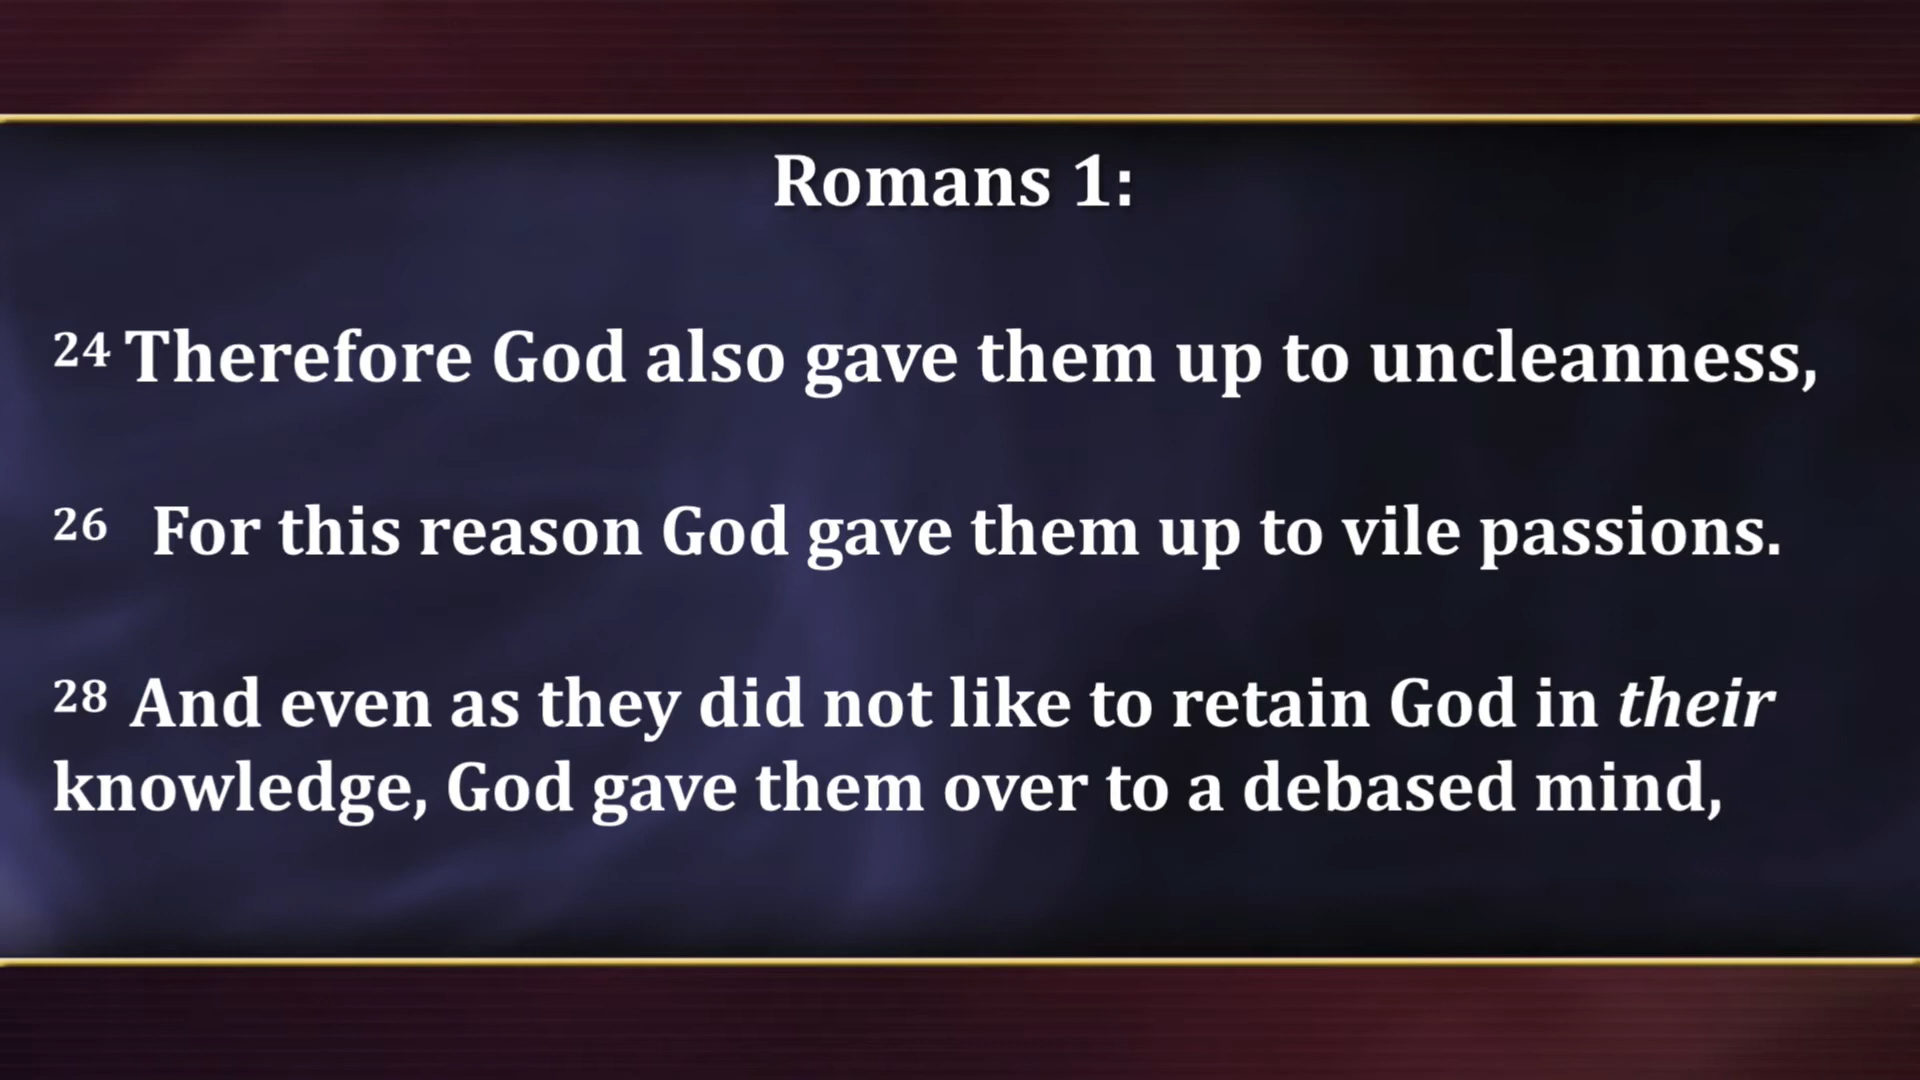 Romans 1:
24 Therefore God also gave them up to uncleanness,
26 For this reason God gave them up to vile passions.
28 And even as they did not like to retain God in their
knowledge, God gave them over to a debased mind,